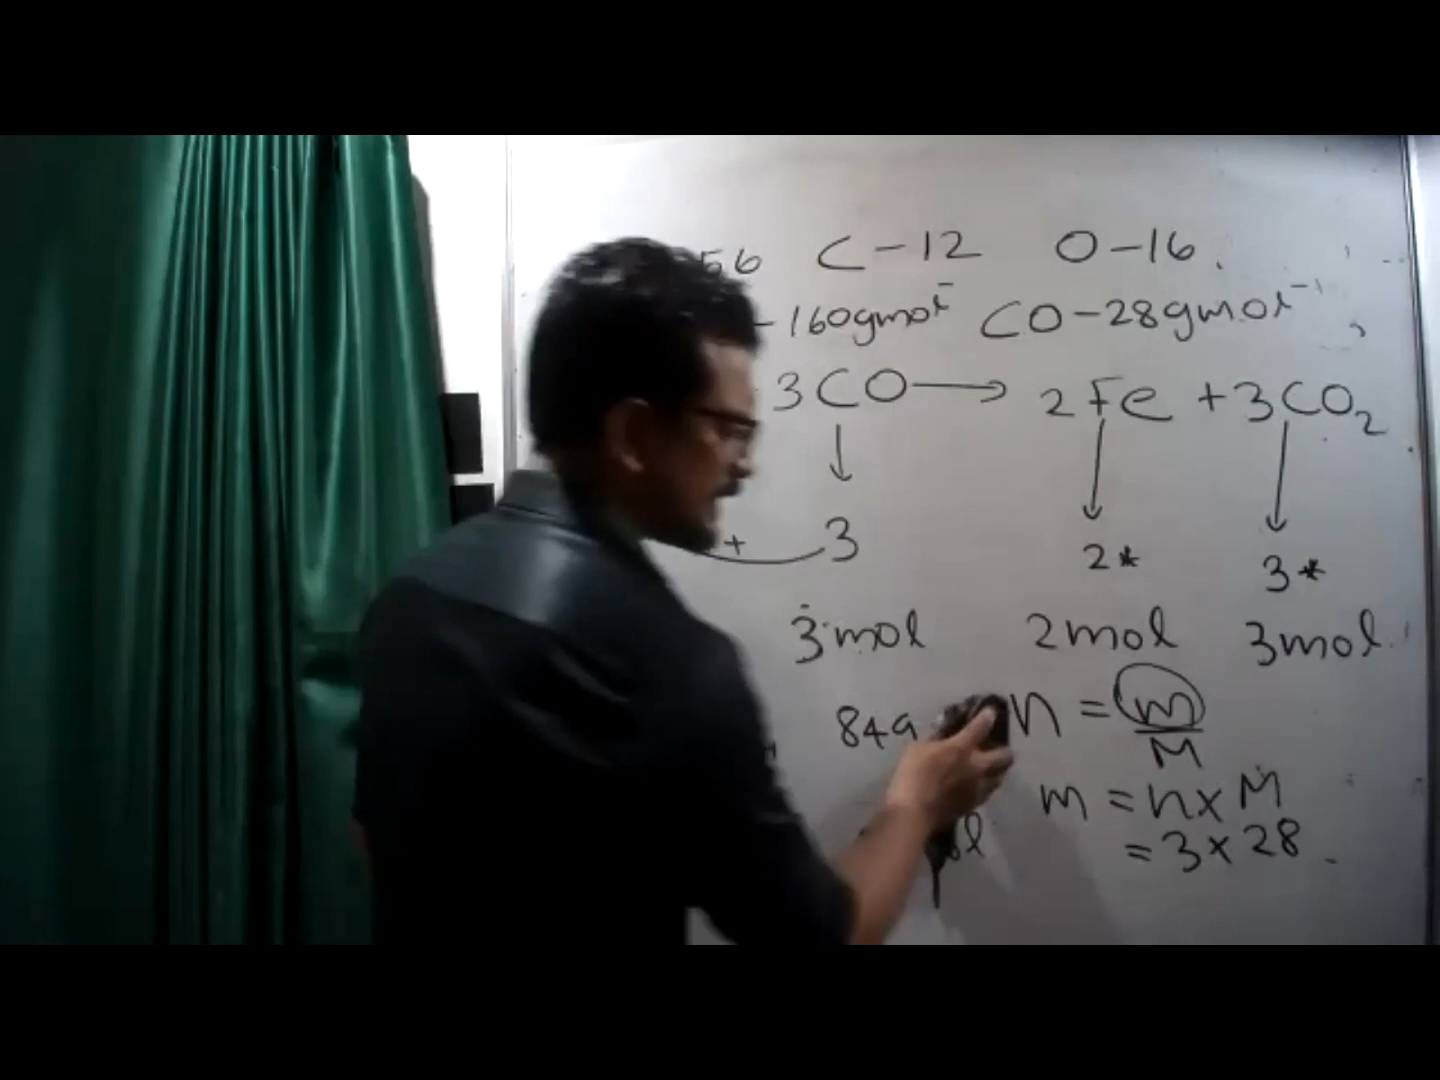 56 C-12 O-16.
-160gmol⁻ CO-28gmol⁻¹
3CO → 2Fe + 3CO₂
+ 3 2* 3*
3mol 2mol 3mol
84g n = m/M
m = n x M
= 3 x 28